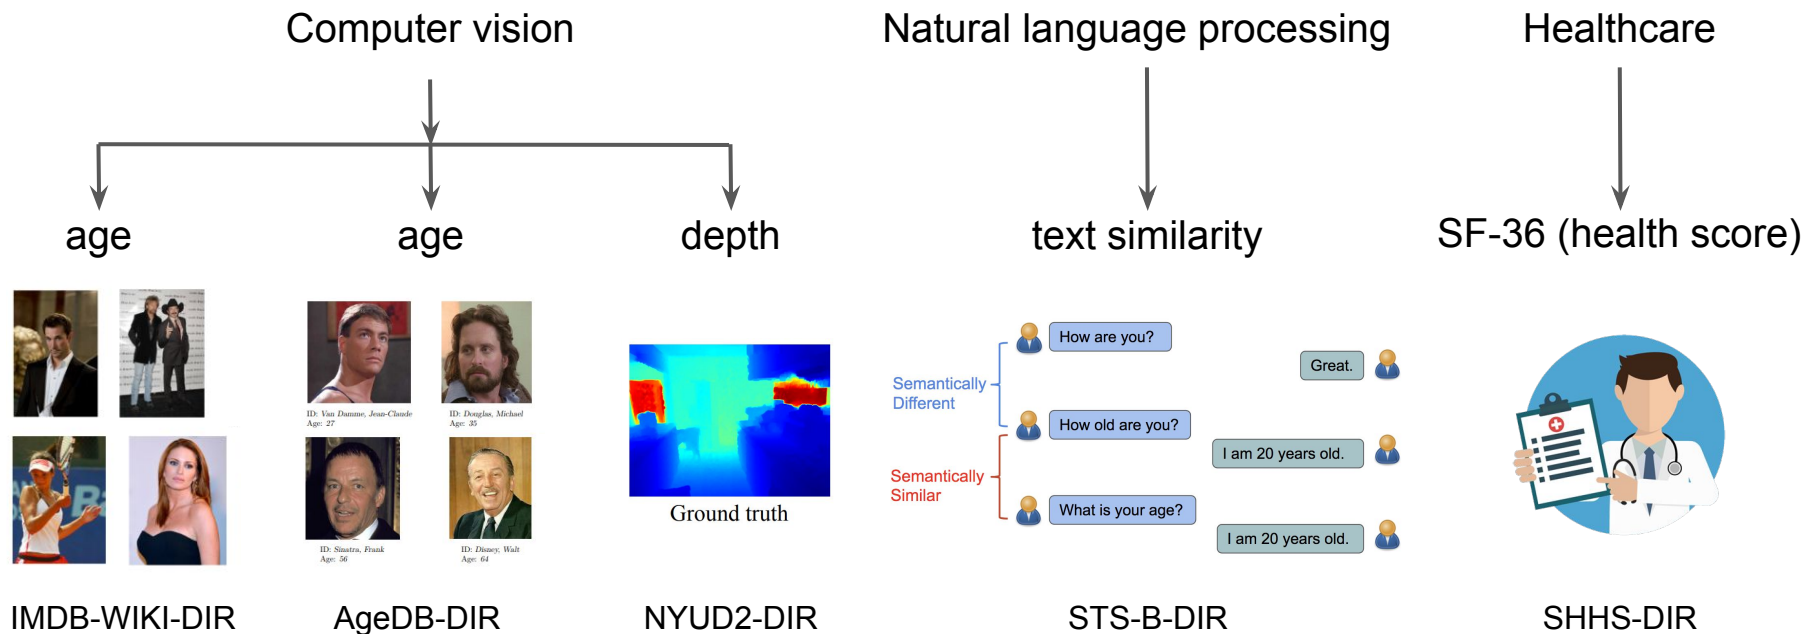 Computer vision
Natural language processing
Healthcare
age
age
depth
text similarity
SF-36 (health score)
ID: Van Damme, Jean-Claude
Age: 27
ID: Douglas, Michael
Age: 35
ID: Sinatra, Frank
Age: 56
ID: Disney, Walt
Age: 64
Ground truth
How are you?
Great.
Semantically
Different
How old are you?
I am 20 years old.
Semantically
Similar
What is your age?
I am 20 years old.
IMDB-WIKI-DIR
AgeDB-DIR
NYUD2-DIR
STS-B-DIR
SHHS-DIR